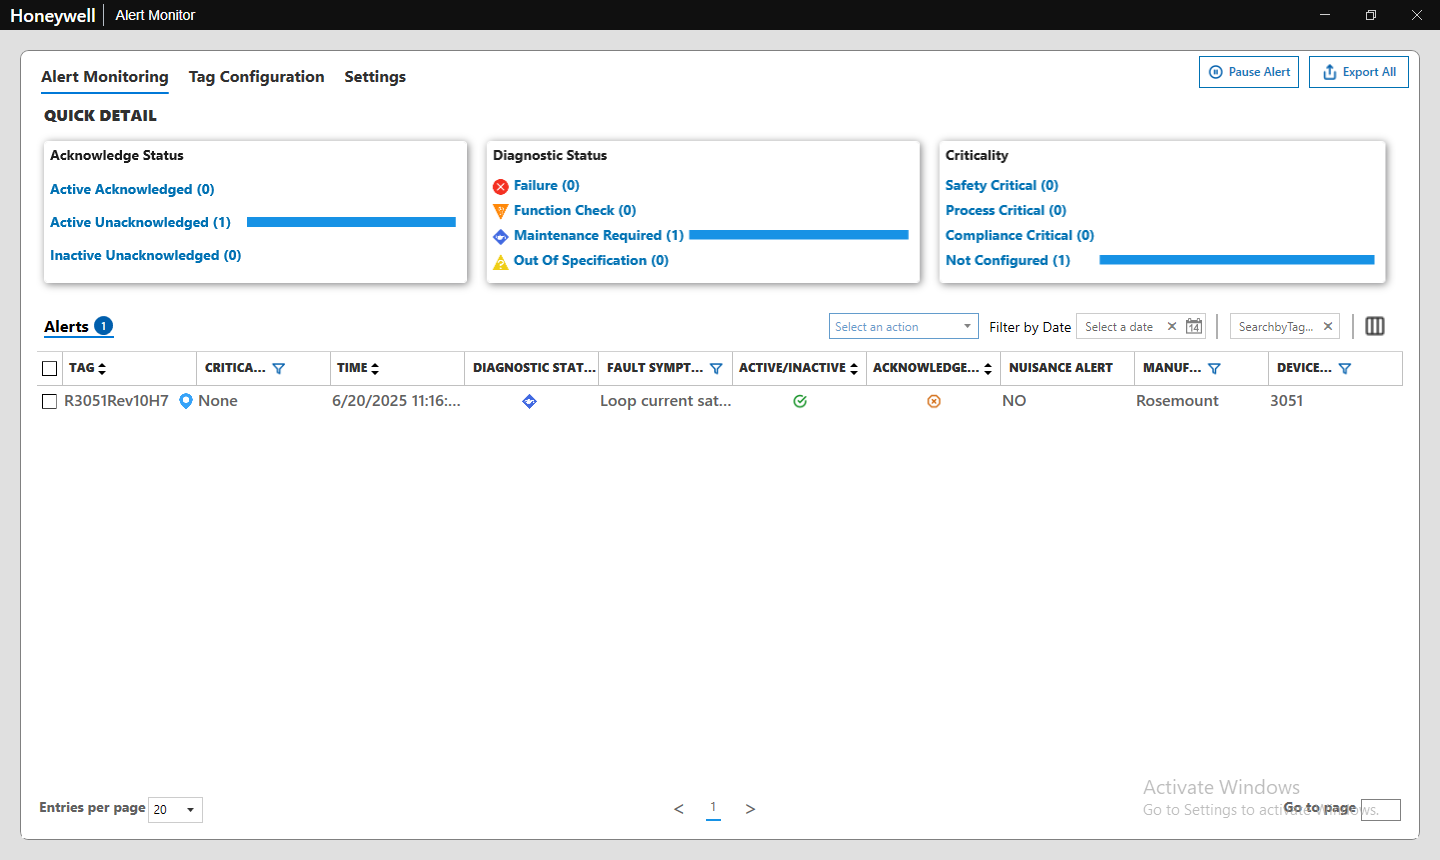 Honeywell Alert Monitor
Alert Monitoring Tag Configuration Settings
Pause Alert Export All
QUICK DETAIL
Acknowledge Status
Active Acknowledged (0)
Active Unacknowledged (1)
Inactive Unacknowledged (0)
Diagnostic Status
Failure (0)
Function Check (0)
Maintenance Required (1)
Out Of Specification (0)
Criticality
Safety Critical (0)
Process Critical (0)
Compliance Critical (0)
Not Configured (1)
Alerts 1
Select an action Filter by Date Select a date 14 SearchbyTag...
TAG CRITICA... TIME DIAGNOSTIC STAT... FAULT SYMPT... ACTIVE/INACTIVE ACKNOWLEDGE... NUISANCE ALERT MANUF... DEVICE...
R3051Rev10H7 None 6/20/2025 11:16:... Loop current sat... NO Rosemount 3051
Activate Windows
Go to Settings to activate Windows.
Entries per page 20 < 1 > Go to page